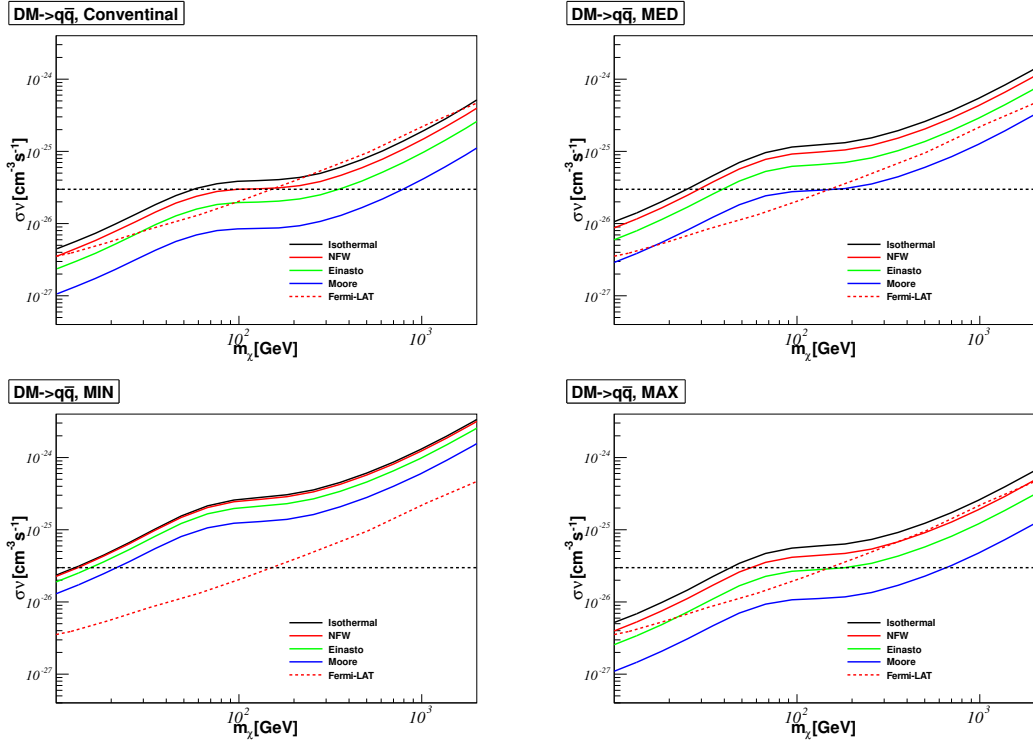 DM->qq̅, Conventinal
10⁻²⁴
10⁻²⁵
10⁻²⁶
10⁻²⁷
σv [cm⁻³s⁻¹]
Isothermal
NFW
Einasto
Moore
Fermi-LAT
10²
10³
mχ[GeV]
DM->qq̅, MED
10⁻²⁴
10⁻²⁵
10⁻²⁶
10⁻²⁷
σv [cm⁻³s⁻¹]
Isothermal
NFW
Einasto
Moore
Fermi-LAT
10²
10³
mχ[GeV]
DM->qq̅, MIN
10⁻²⁴
10⁻²⁵
10⁻²⁶
10⁻²⁷
σv [cm⁻³s⁻¹]
Isothermal
NFW
Einasto
Moore
Fermi-LAT
10²
10³
mχ[GeV]
DM->qq̅, MAX
10⁻²⁴
10⁻²⁵
10⁻²⁶
10⁻²⁷
σv [cm⁻³s⁻¹]
Isothermal
NFW
Einasto
Moore
Fermi-LAT
10²
10³
mχ[GeV]